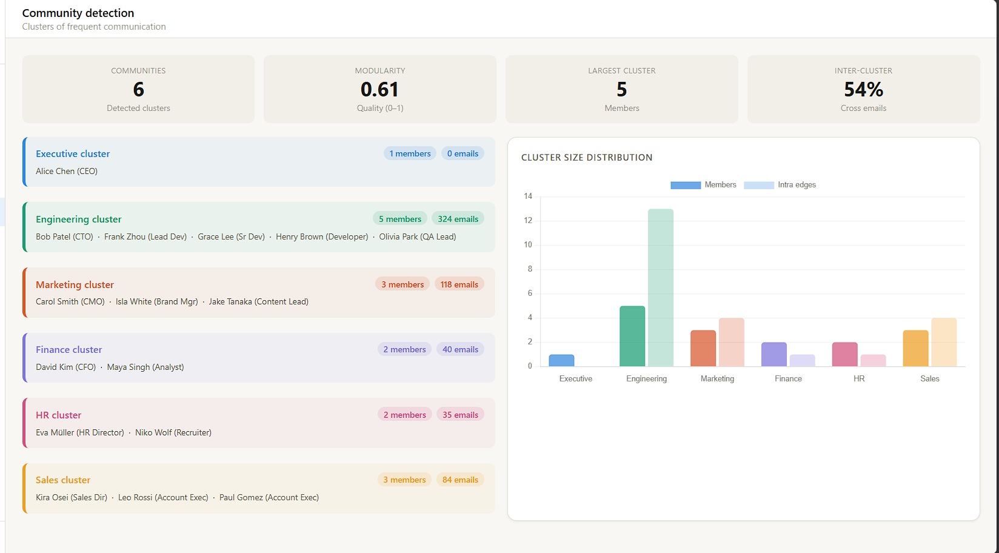 Community detection
Clusters of frequent communication
COMMUNITIES
6
Detected clusters
MODULARITY
0.61
Quality (0–1)
LARGEST CLUSTER
5
Members
INTER-CLUSTER
54%
Cross emails
Executive cluster
1 members
0 emails
Alice Chen (CEO)
Engineering cluster
5 members
324 emails
Bob Patel (CTO) · Frank Zhou (Lead Dev) · Grace Lee (Sr Dev) · Henry Brown (Developer) · Olivia Park (QA Lead)
Marketing cluster
3 members
118 emails
Carol Smith (CMO) · Isla White (Brand Mgr) · Jake Tanaka (Content Lead)
Finance cluster
2 members
40 emails
David Kim (CFO) · Maya Singh (Analyst)
HR cluster
2 members
35 emails
Eva Müller (HR Director) · Niko Wolf (Recruiter)
Sales cluster
3 members
84 emails
Kira Osei (Sales Dir) · Leo Rossi (Account Exec) · Paul Gomez (Account Exec)
CLUSTER SIZE DISTRIBUTION
Members
Intra edges
14
12
10
8
6
4
2
0
Executive
Engineering
Marketing
Finance
HR
Sales